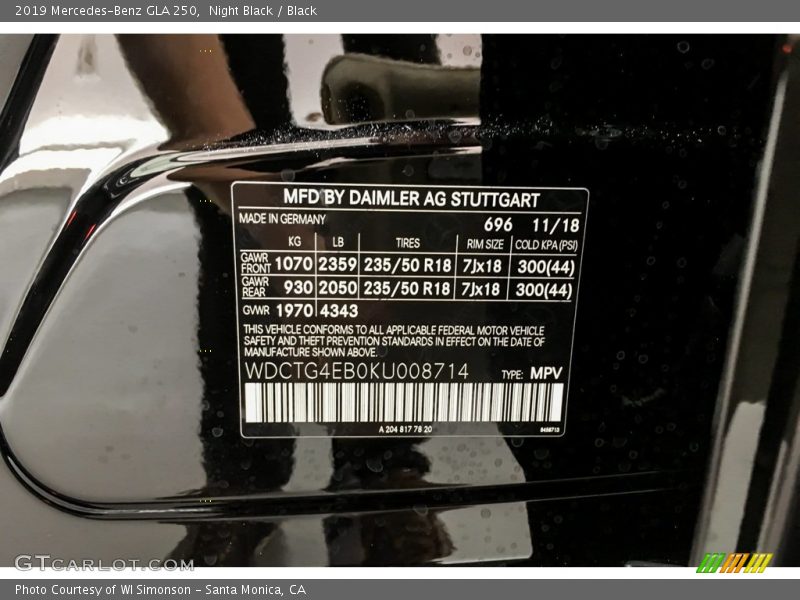 2019 Mercedes-Benz GLA 250,  Night Black / Black
MFD BY DAIMLER AG STUTTGART
MADE IN GERMANY
696 11/18
KG LB TIRES RIM SIZE COLD KPA (PSI)
GAWR FRONT 1070 2359 235/50 R18 7Jx18 300(44)
GAWR REAR 930 2050 235/50 R18 7Jx18 300(44)
GWR 1970 4343
THIS VEHICLE CONFORMS TO ALL APPLICABLE FEDERAL MOTOR VEHICLE
SAFETY AND THEFT PREVENTION STANDARDS IN EFFECT ON THE DATE OF
MANUFACTURE SHOWN ABOVE.
WDCTG4EB0KU008714 TYPE: MPV
A 204 817 78 20
GTCARLOT.COM
Photo Courtesy of WI Simonson – Santa Monica, CA